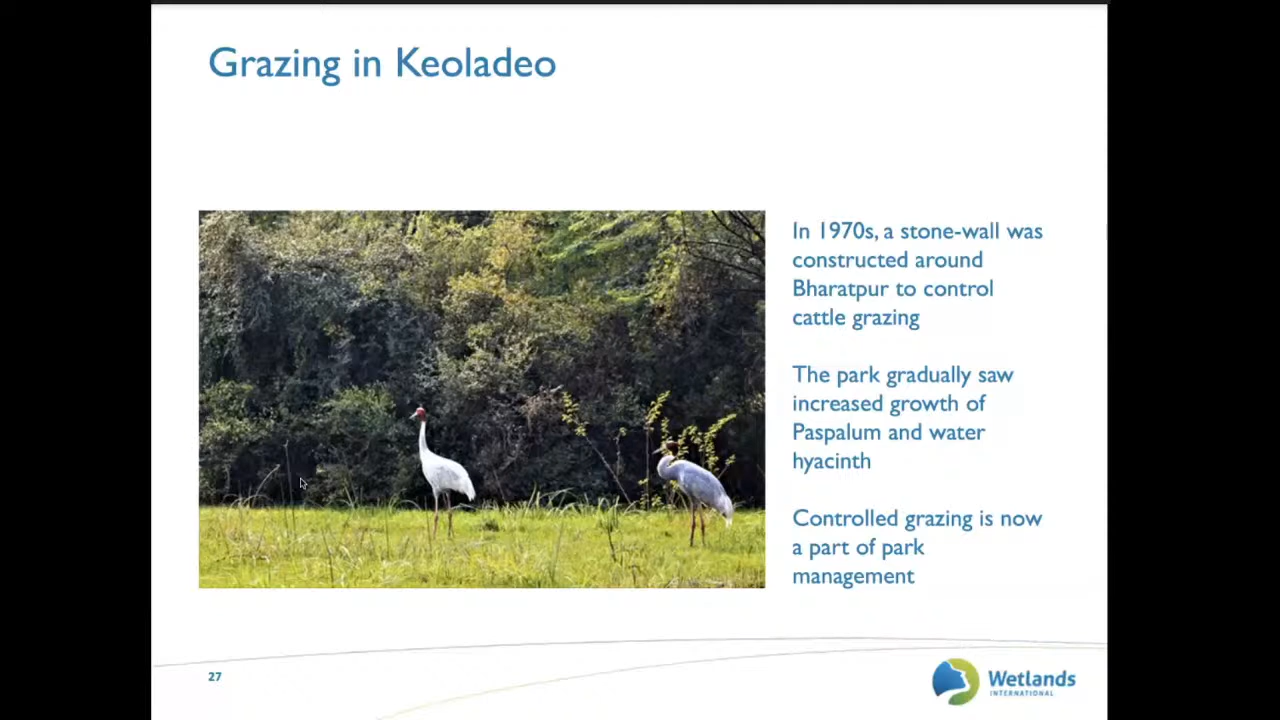 Grazing in Keoladeo
In 1970s, a stone-wall was
constructed around
Bharatpur to control
cattle grazing
The park gradually saw
increased growth of
Paspalum and water
hyacinth
Controlled grazing is now
a part of park
management
27
Wetlands
INTERNATIONAL